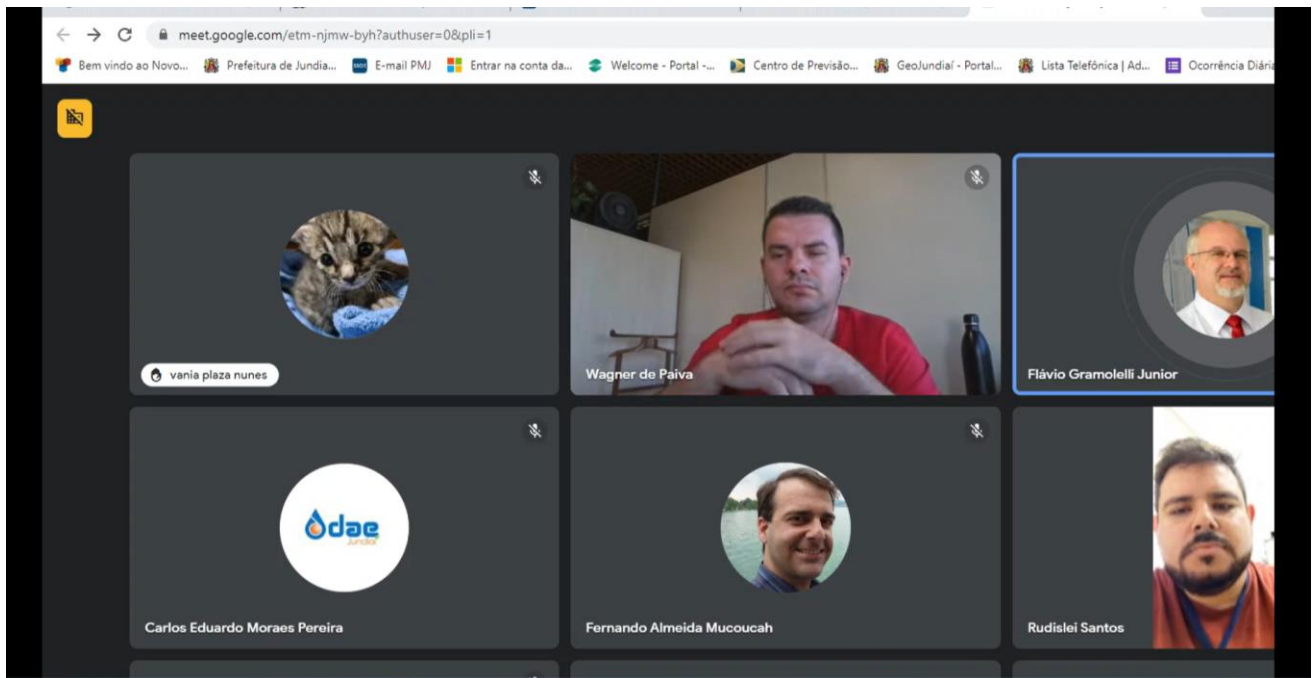 meet.google.com/etm-njmw-byh?authuser=0&pli=1
Bem vindo ao Novo... Prefeitura de Jundia... E-mail PMJ Entrar na conta da... Welcome - Portal -... Centro de Previsão... GeoJundiaí - Portal... Lista Telefônica | Ad... Ocorrência Diária
vania plaza nunes
Wagner de Paiva
Flávio Gramolelli Junior
dae
Jundiaí
Carlos Eduardo Moraes Pereira
Fernando Almeida Mucoucah
Rudislei Santos